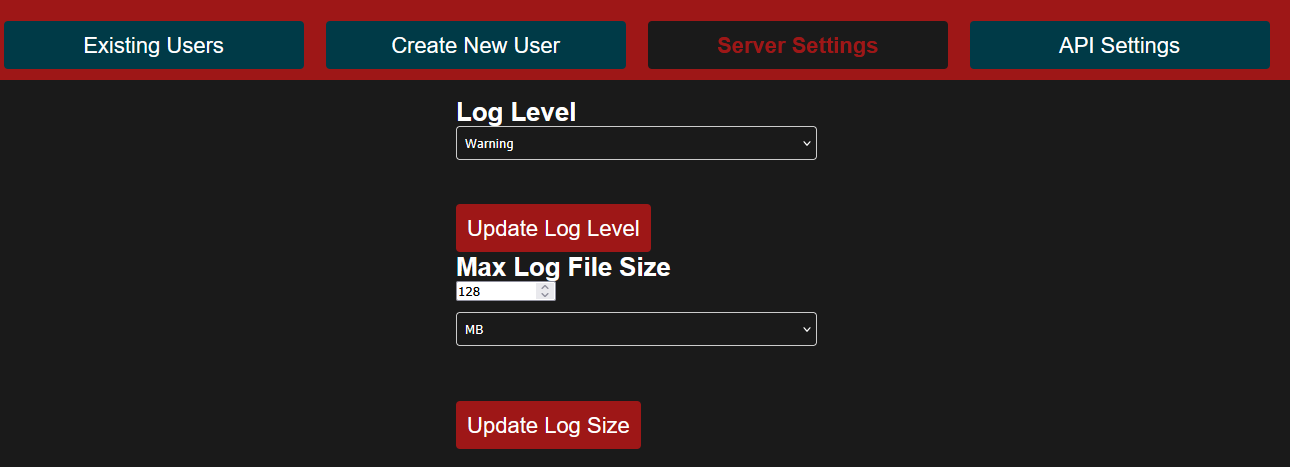 Existing Users
Create New User
Server Settings
API Settings
Log Level
Warning
Update Log Level
Max Log File Size
128
MB
Update Log Size